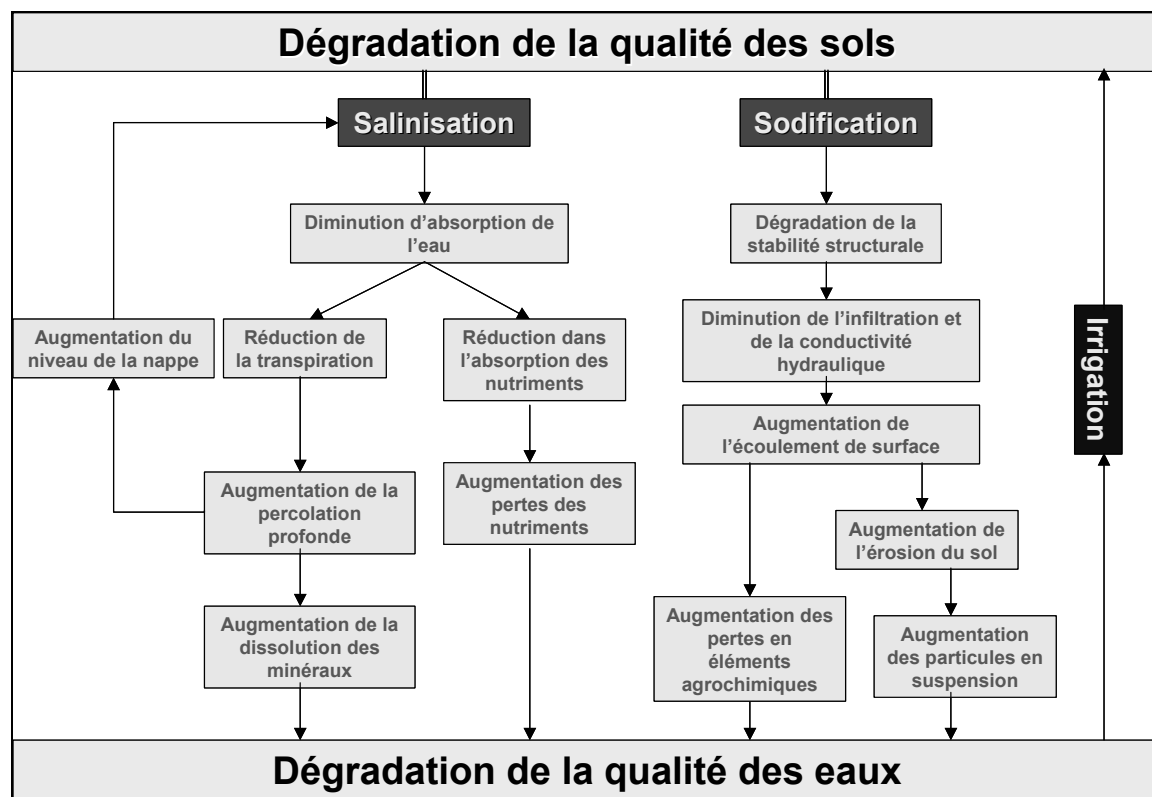 Dégradation de la qualité des sols
Salinisation
Sodification
Diminution d'absorption de
l'eau
Dégradation de la
stabilité structurale
Augmentation du
niveau de la nappe
Réduction de
la transpiration
Réduction dans
l'absorption des
nutriments
Diminution de l'infiltration et
de la conductivité
hydraulique
Irrigation
Augmentation de
l'écoulement de surface
Augmentation de la
percolation
profonde
Augmentation des
pertes des
nutriments
Augmentation de
l'érosion du sol
Augmentation de la
dissolution des
minéraux
Augmentation des
pertes en
éléments
agrochimiques
Augmentation
des particules en
suspension
Dégradation de la qualité des eaux